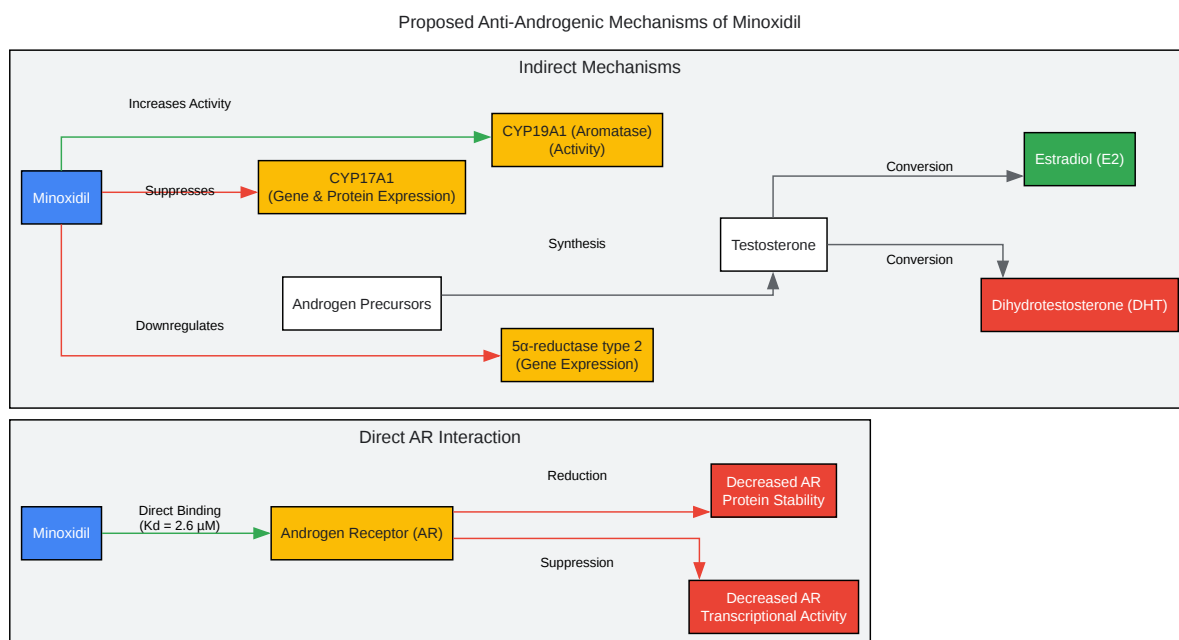 Proposed Anti-Androgenic Mechanisms of Minoxidil
Indirect Mechanisms
Increases Activity
CYP19A1 (Aromatase)
(Activity)
Minoxidil
Suppresses
CYP17A1
(Gene & Protein Expression)
Conversion
Estradiol (E2)
Synthesis
Testosterone
Conversion
Androgen Precursors
Dihydrotestosterone (DHT)
Downregulates
5α-reductase type 2
(Gene Expression)
Direct AR Interaction
Reduction
Decreased AR
Protein Stability
Minoxidil
Direct Binding
(Kd = 2.6 µM)
Androgen Receptor (AR)
Suppression
Decreased AR
Transcriptional Activity